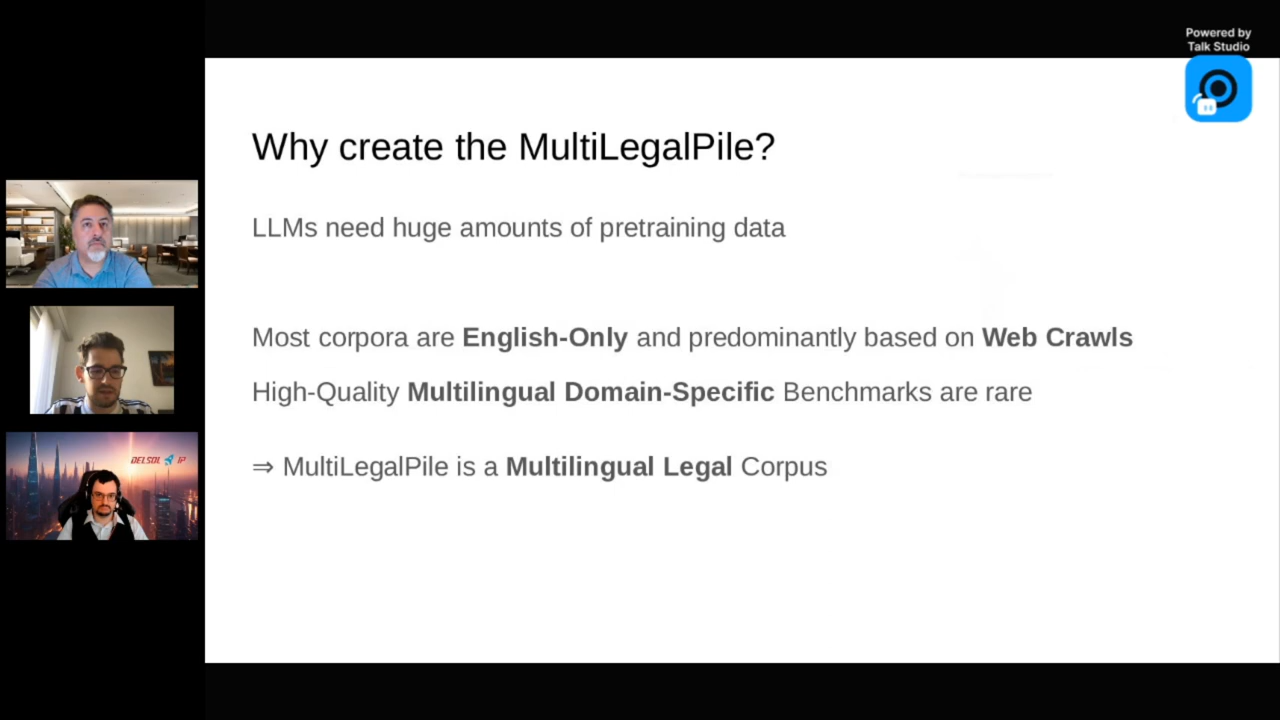 Powered by
Talk Studio
Why create the MultiLegalPile?
LLMs need huge amounts of pretraining data
Most corpora are English-Only and predominantly based on Web Crawls
High-Quality Multilingual Domain-Specific Benchmarks are rare
⇒ MultiLegalPile is a Multilingual Legal Corpus
DELSOL IP